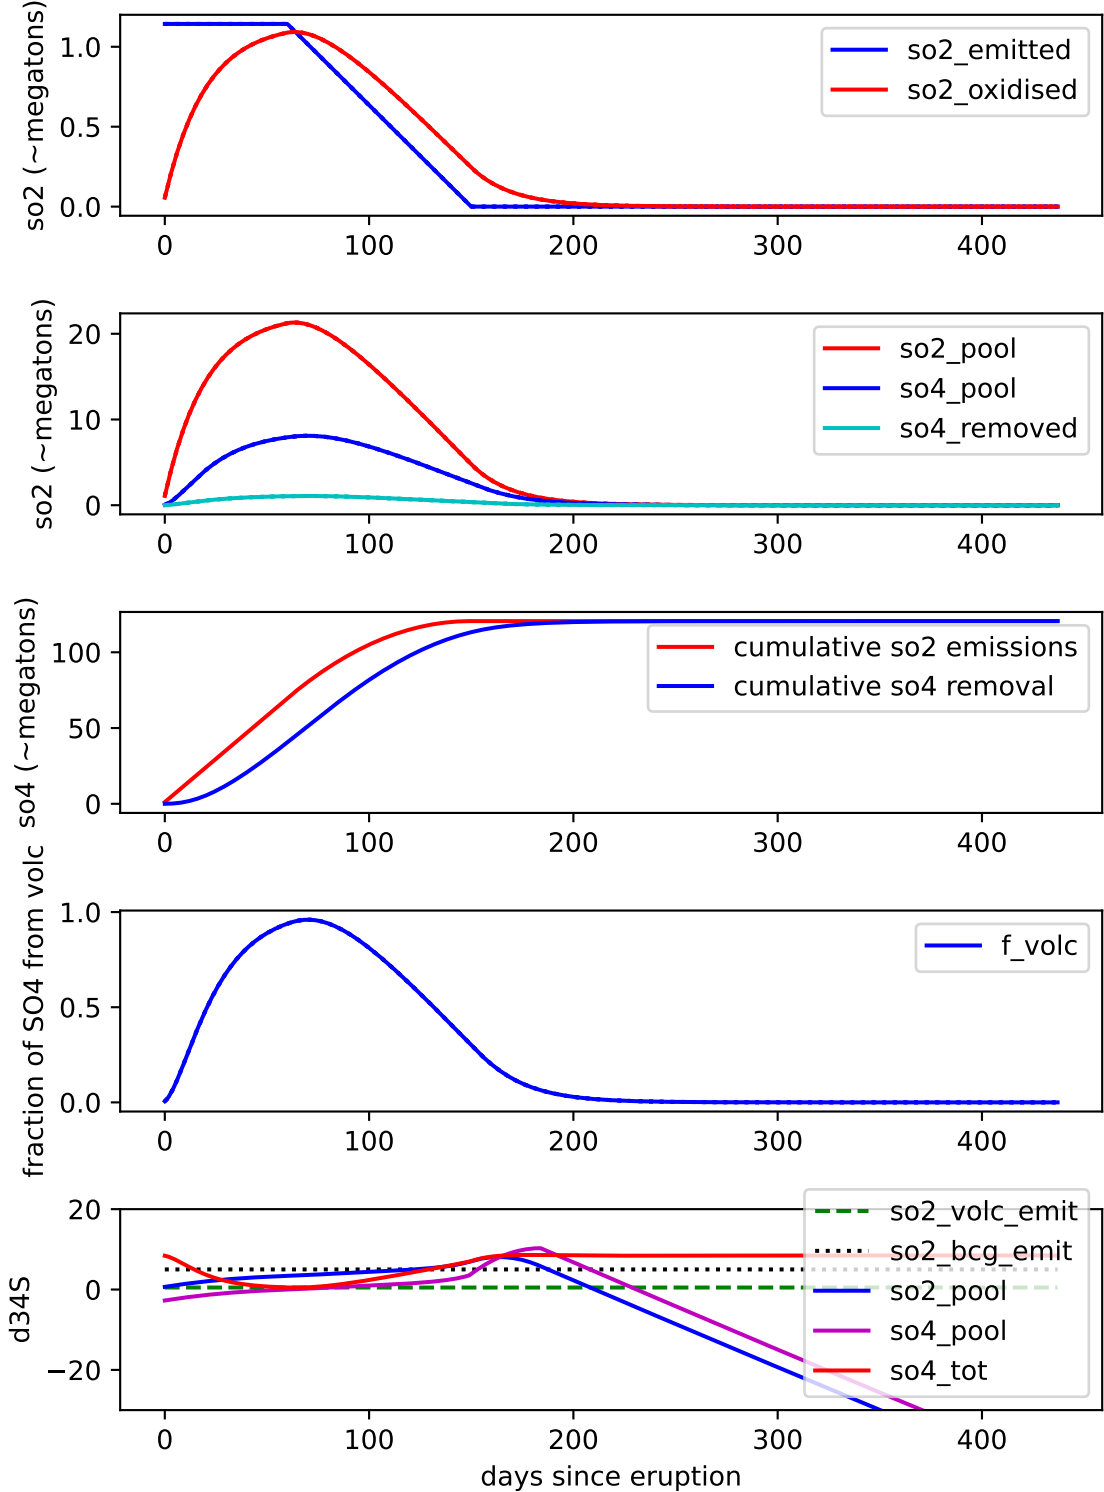 so2 (~megatons)
1.0
0.5
0.0
so2_emitted
so2_oxidised
0 100 200 300 400
so2 (~megatons)
20
10
0
so2_pool
so4_pool
so4_removed
0 100 200 300 400
so4 (~megatons)
100
50
0
cumulative so2 emissions
cumulative so4 removal
0 100 200 300 400
fraction of SO4 from volc
1.0
0.5
0.0
f_volc
0 100 200 300 400
d34S
20
0
−20
so2_volc_emit
so2_bcg_emit
so2_pool
so4_pool
so4_tot
0 100 200 300 400
days since eruption